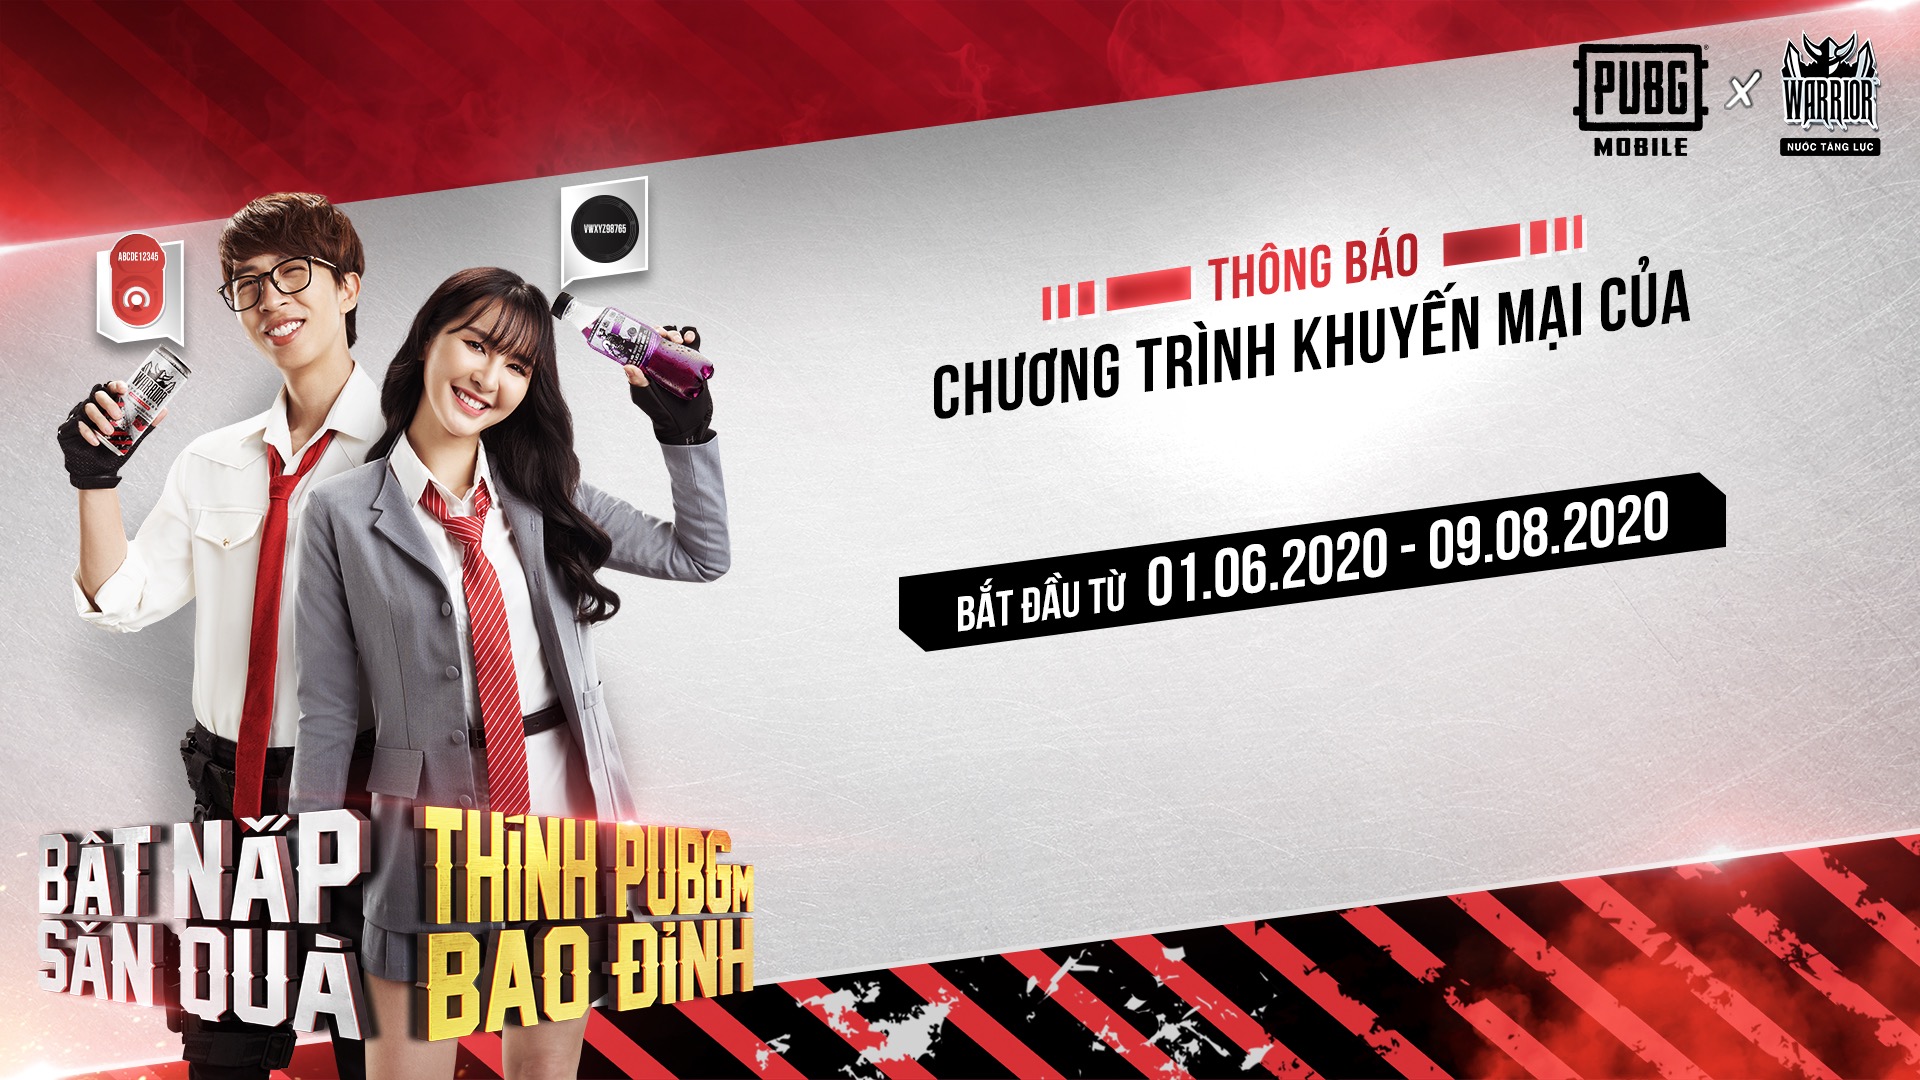 PUBG
MOBILE
X
WARRIOR
NƯỚC TĂNG LỰC
ABCDE12345
VWXYZ98765
WARRIOR
THÔNG BÁO
CHƯƠNG TRÌNH KHUYẾN MẠI CỦA
BẮT ĐẦU TỪ 01.06.2020 - 09.08.2020
BẬT NẮP
SĂN QUÀ
THÍNH PUBGM
BAO ĐỈNH